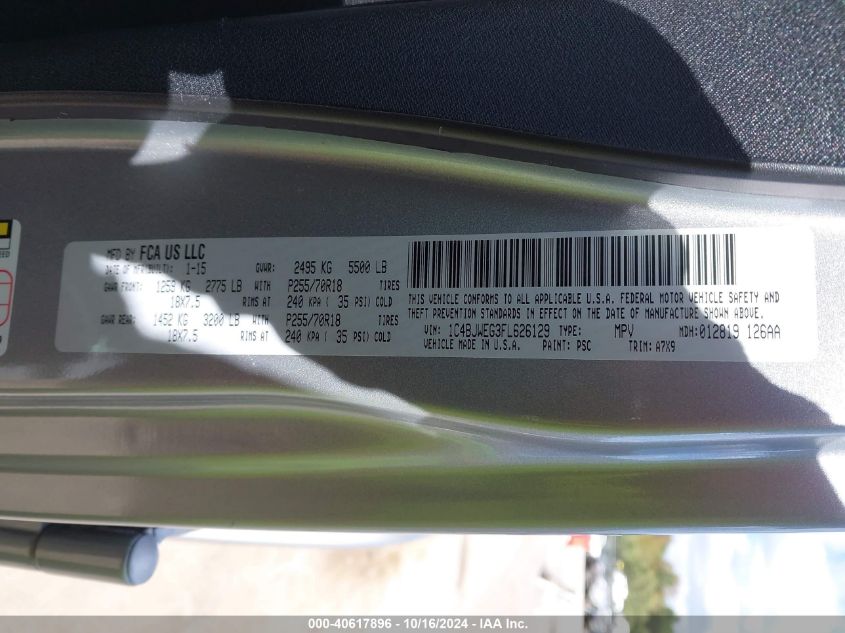 EED
MFD BY FCA US LLC
DATE OF MFR(BUILT): 1-15 GVWR: 2495 KG 5500 LB
GAWR FRONT: 1259 KG 2775 LB WITH P255/70R18 TIRES
18X7.5 RIMS AT 240 KPA ( 35 PSI) COLD
GAWR REAR: 1452 KG 3200 LB WITH P255/70R18 TIRES
18X7.5 RIMS AT 240 KPA ( 35 PSI) COLD
THIS VEHICLE CONFORMS TO ALL APPLICABLE U.S.A. FEDERAL MOTOR VEHICLE SAFETY AND
THEFT PREVENTION STANDARDS IN EFFECT ON THE DATE OF MANUFACTURE SHOWN ABOVE.
VIN: 1C4BJWEG3FL626129 TYPE: MPV MDH:012819 126AA
VEHICLE MADE IN U.S.A. PAINT: PSC TRIM: A7X9
000-40617896 - 10/16/2024 - IAA Inc.